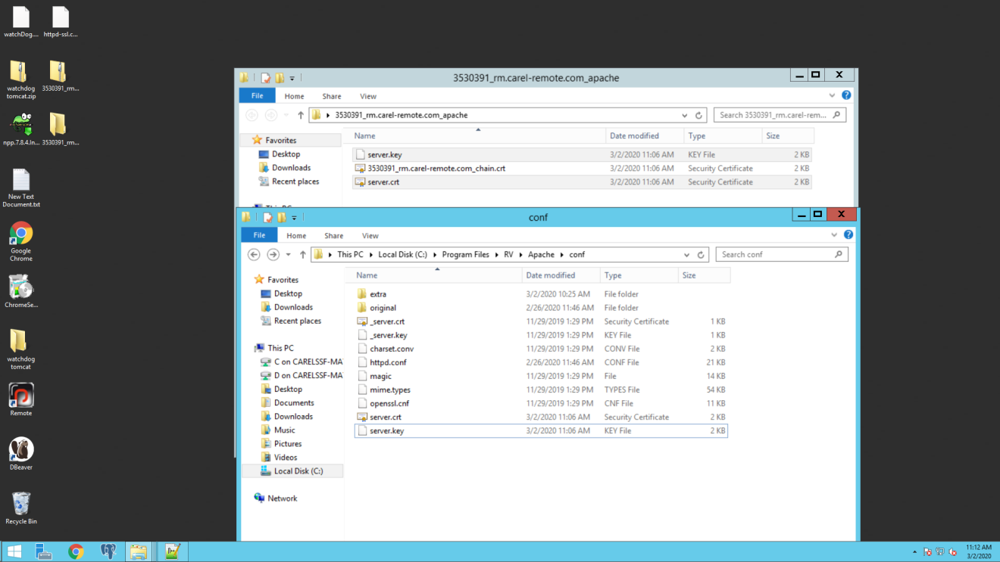 watchDog....
httpd-ssl.c...
watchdog
tomcat.zip
3530391_rm...
npp.7.8.4.In...
3530391_rm...
New Text
Document.txt
Google
Chrome
ChromeSe...
watchdog
tomcat
Remote
DBeaver
Recycle Bin
3530391_rm.carel-remote.com_apache
File Home Share View
3530391_rm.carel-remote.com_apache
Search 3530391_rm.carel-rem...
Favorites
Desktop
Downloads
Recent places
This PC
Name Date modified Type Size
server.key 3/2/2020 11:06 AM KEY File 2 KB
3530391_rm.carel-remote.com_chain.crt 3/2/2020 11:06 AM Security Certificate 2 KB
server.crt 3/2/2020 11:06 AM Security Certificate 2 KB
conf
File Home Share View
This PC Local Disk (C:) Program Files RV Apache conf
Search conf
Favorites
Desktop
Downloads
Recent places
This PC
C on CARELSSF-MA
D on CARELSSF-MA
Desktop
Documents
Downloads
Music
Pictures
Videos
Local Disk (C:)
Network
Name Date modified Type Size
extra 3/2/2020 10:25 AM File folder
original 2/26/2020 11:46 AM File folder
_server.crt 11/29/2019 1:29 PM Security Certificate 1 KB
_server.key 11/29/2019 1:29 PM KEY File 1 KB
charset.conv 11/29/2019 1:29 PM CONV File 2 KB
httpd.conf 2/26/2020 11:46 AM CONF File 21 KB
magic 11/29/2019 1:29 PM File 14 KB
mime.types 11/29/2019 1:29 PM TYPES File 54 KB
openssl.cnf 11/29/2019 1:29 PM CNF File 11 KB
server.crt 3/2/2020 11:06 AM Security Certificate 2 KB
server.key 3/2/2020 11:06 AM KEY File 2 KB
11:12 AM
3/2/2020